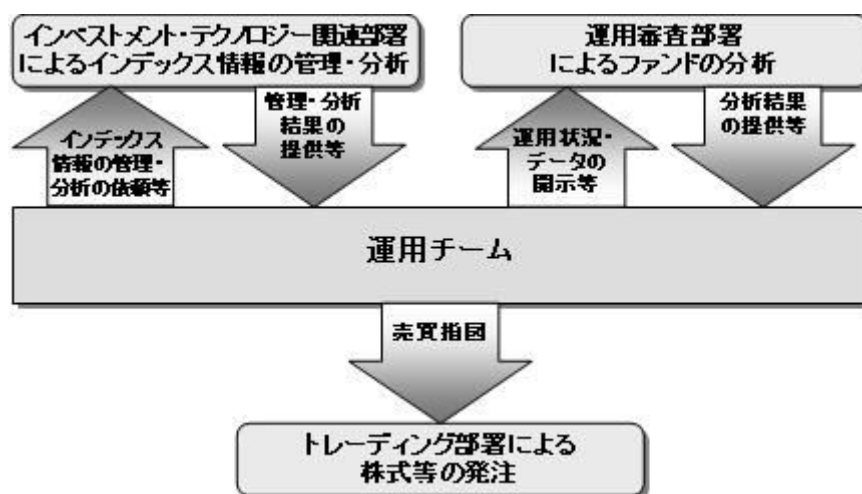 インベストメント・テクノロジー関連部署
によるインデックス情報の管理・分析
運用審査部署
によるファンドの分析
インデックス
情報の管理・
分析の依頼等
管理・分析
結果の
提供等
運用状況・
データの
開示等
分析結果
の提供等
運用チーム
売買指図
トレーディング部署による
株式等の発注